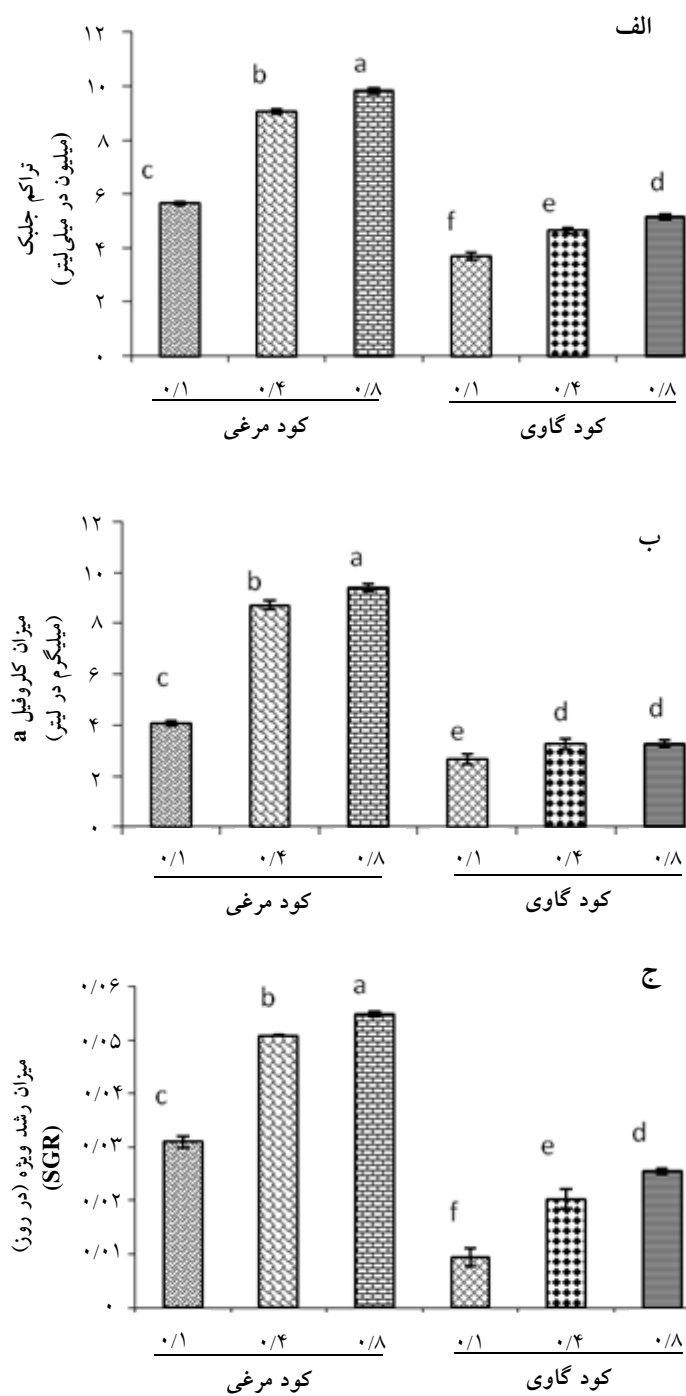 الف
۱۲
۱۰
۸
۶
۴
۲
۰
تراکم جلبک
(میلیون در میلی‌لیتر)
c
b
a
f
e
d
۰/۱ ۰/۴ ۰/۸ ۰/۱ ۰/۴ ۰/۸
کود مرغی کود گاوی
ب
۱۲
۱۰
۸
۶
۴
۲
۰
میزان کلروفیل a
(میلیگرم در لیتر)
c
b
a
e
d
d
۰/۱ ۰/۴ ۰/۸ ۰/۱ ۰/۴ ۰/۸
کود مرغی کود گاوی
ج
۰/۰۶
۰/۰۵
۰/۰۴
۰/۰۳
۰/۰۲
۰/۰۱
۰
میزان رشد ویژه (در روز)
(SGR)
c
b
a
f
e
d
۰/۱ ۰/۴ ۰/۸ ۰/۱ ۰/۴ ۰/۸
کود مرغی کود گاوی